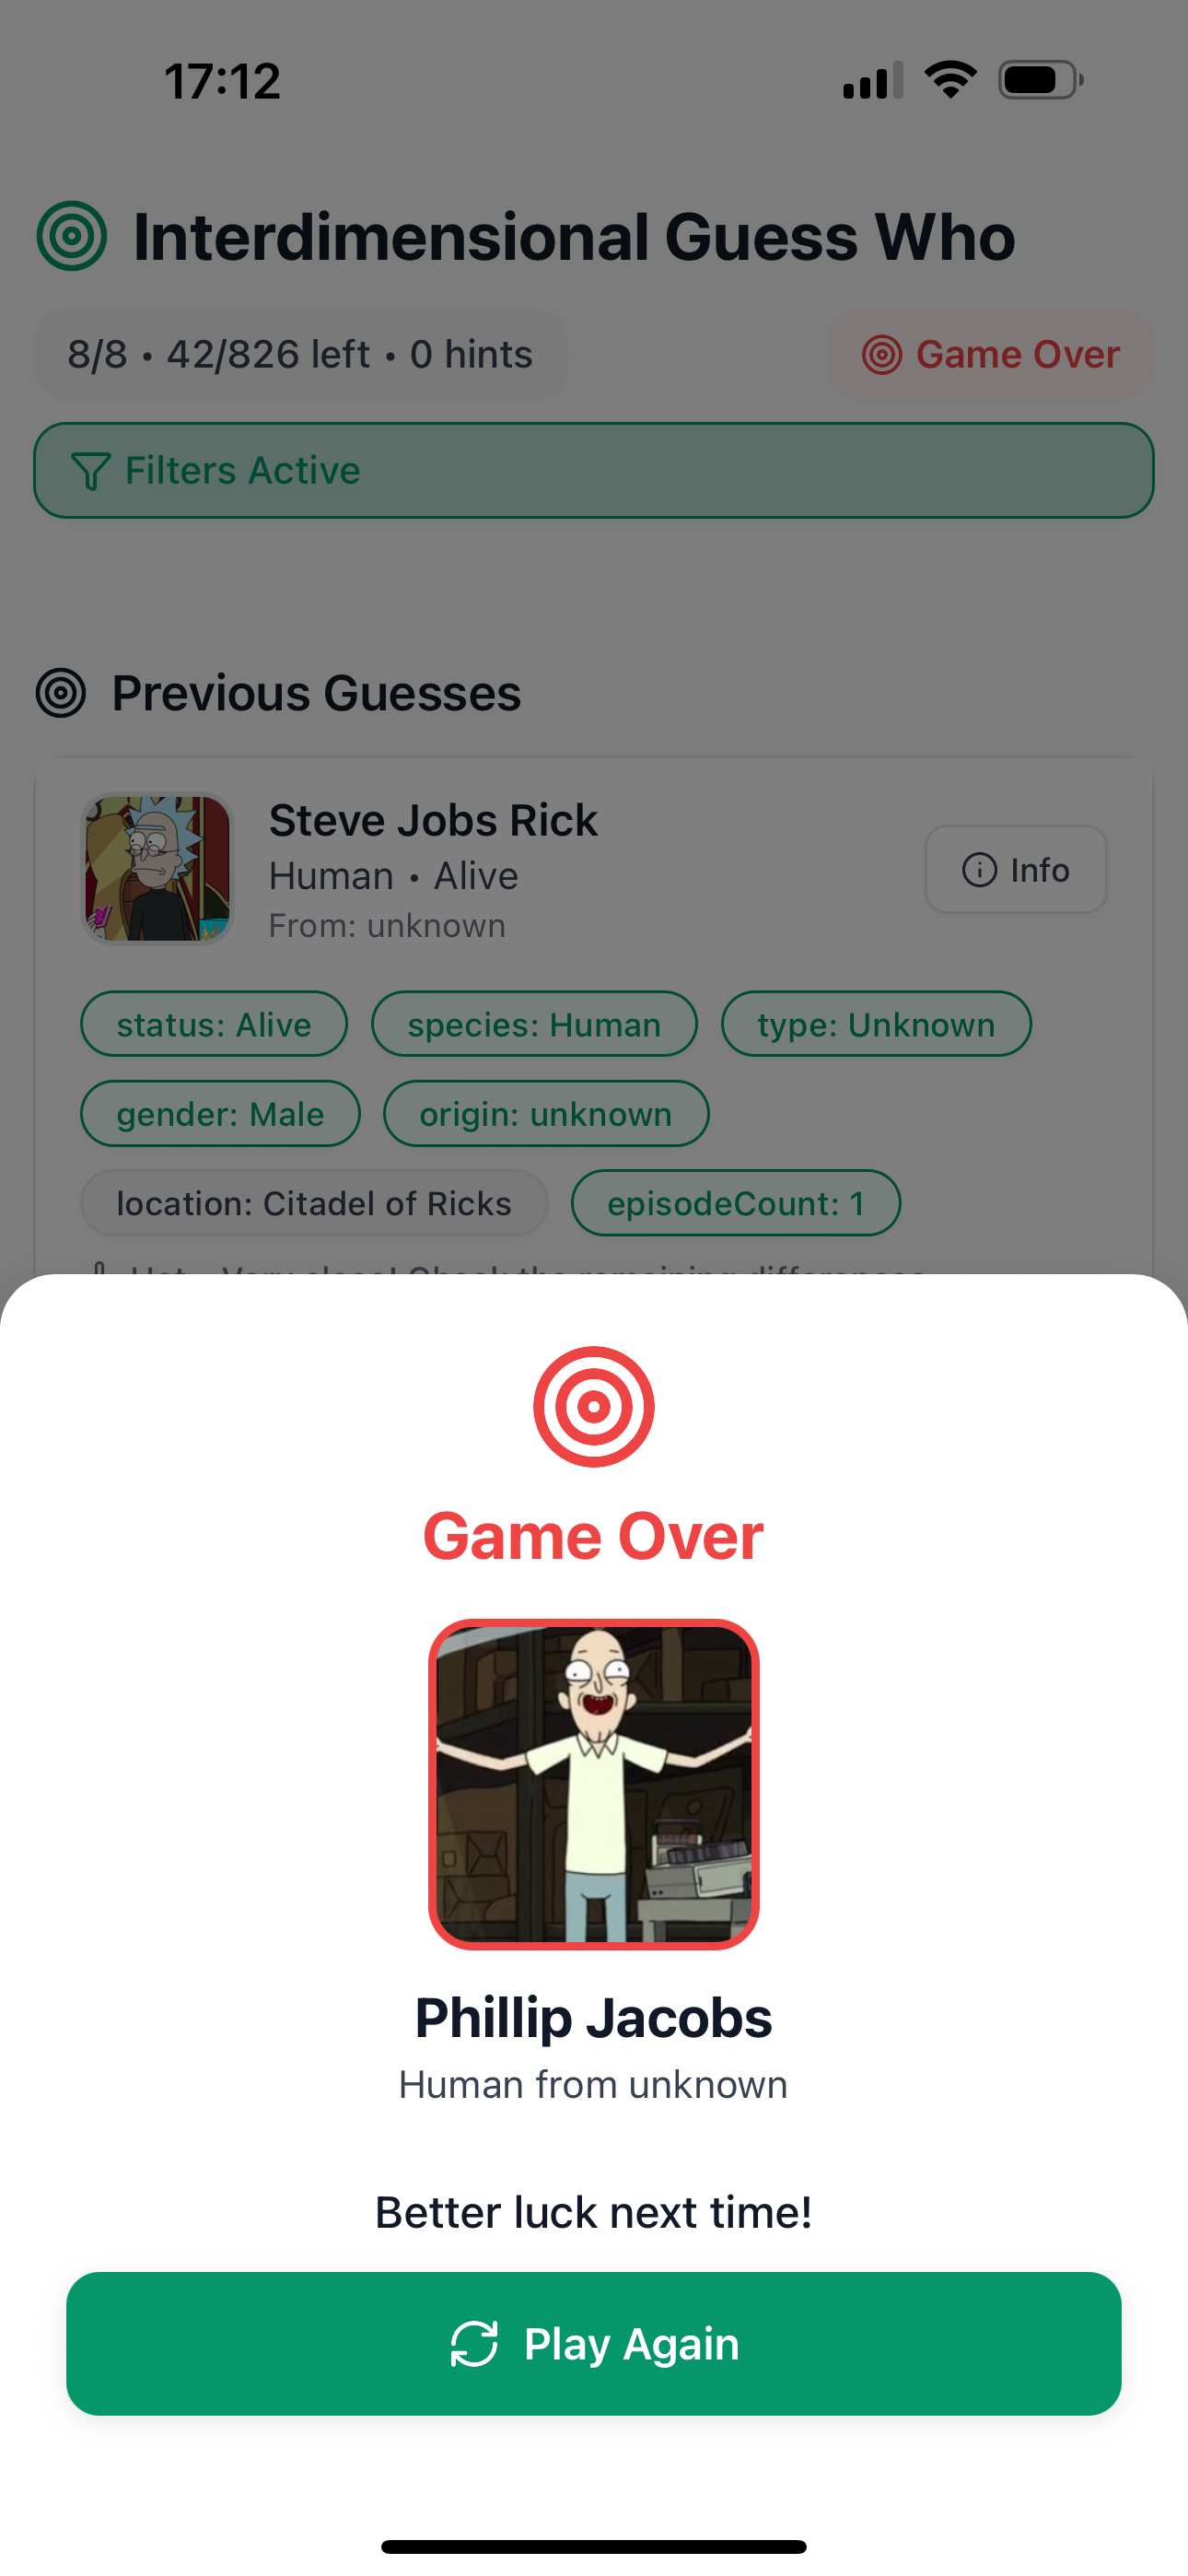 17:12
Interdimensional Guess Who
8/8 • 42/826 left • 0 hints
Game Over
Filters Active
Previous Guesses
Steve Jobs Rick
Human • Alive
From: unknown
Info
status: Alive
species: Human
type: Unknown
gender: Male
origin: unknown
location: Citadel of Ricks
episodeCount: 1
Game Over
Phillip Jacobs
Human from unknown
Better luck next time!
Play Again